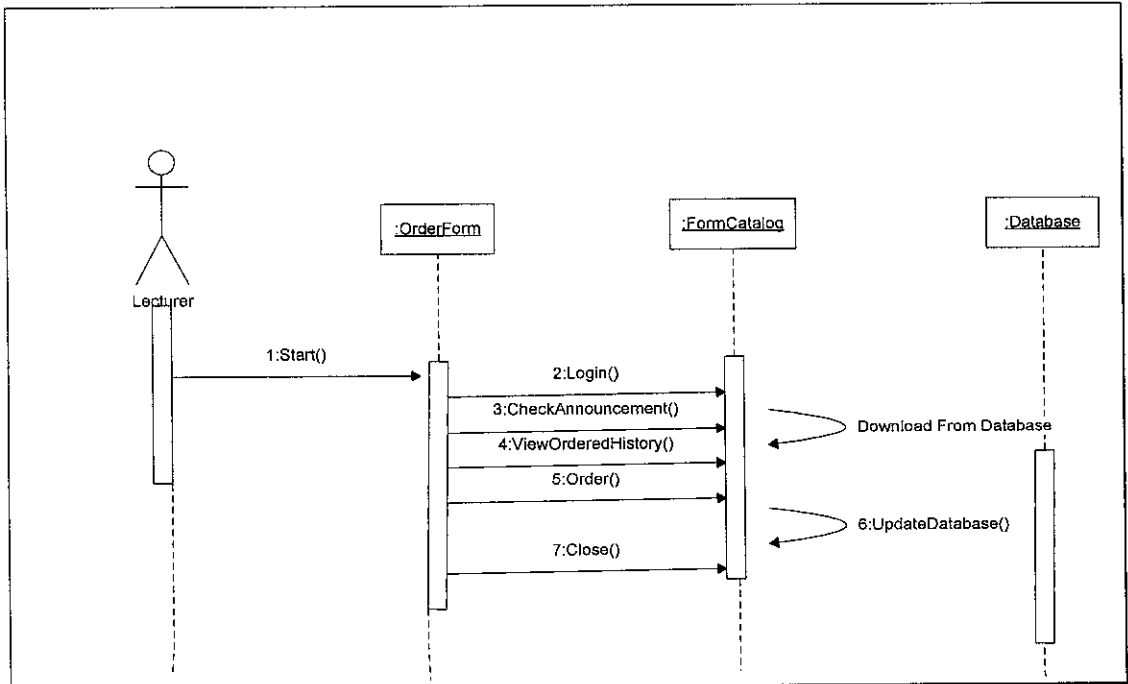 :OrderForm
:FormCatalog
:Database
Lecturer
1:Start()
2:Login()
3:CheckAnnouncement()
Download From Database
4:ViewOrderedHistory()
5:Order()
6:UpdateDatabase()
7:Close()